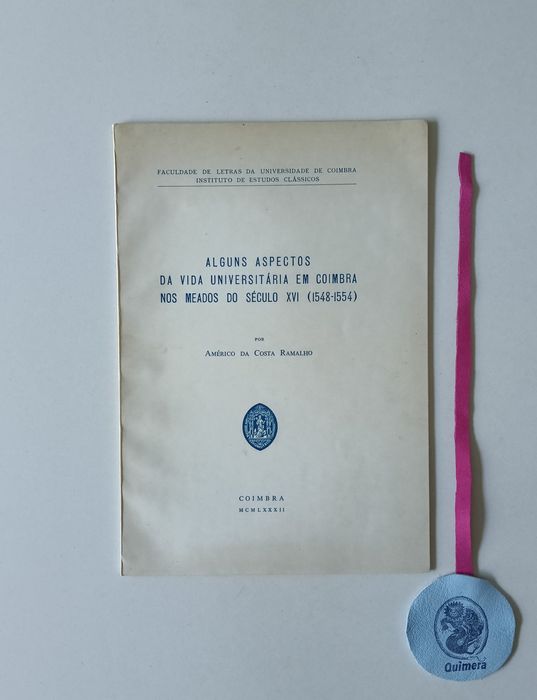 FACULDADE DE LETRAS DA UNIVERSIDADE DE COIMBRA
INSTITUTO DE ESTUDOS CLÁSSICOS
ALGUNS ASPECTOS
DA VIDA UNIVERSITÁRIA EM COIMBRA
NOS MEADOS DO SÉCULO XVI (1548-1554)
POR
AMÉRICO DA COSTA RAMALHO
COIMBRA
MCMLXXXII
Quimera